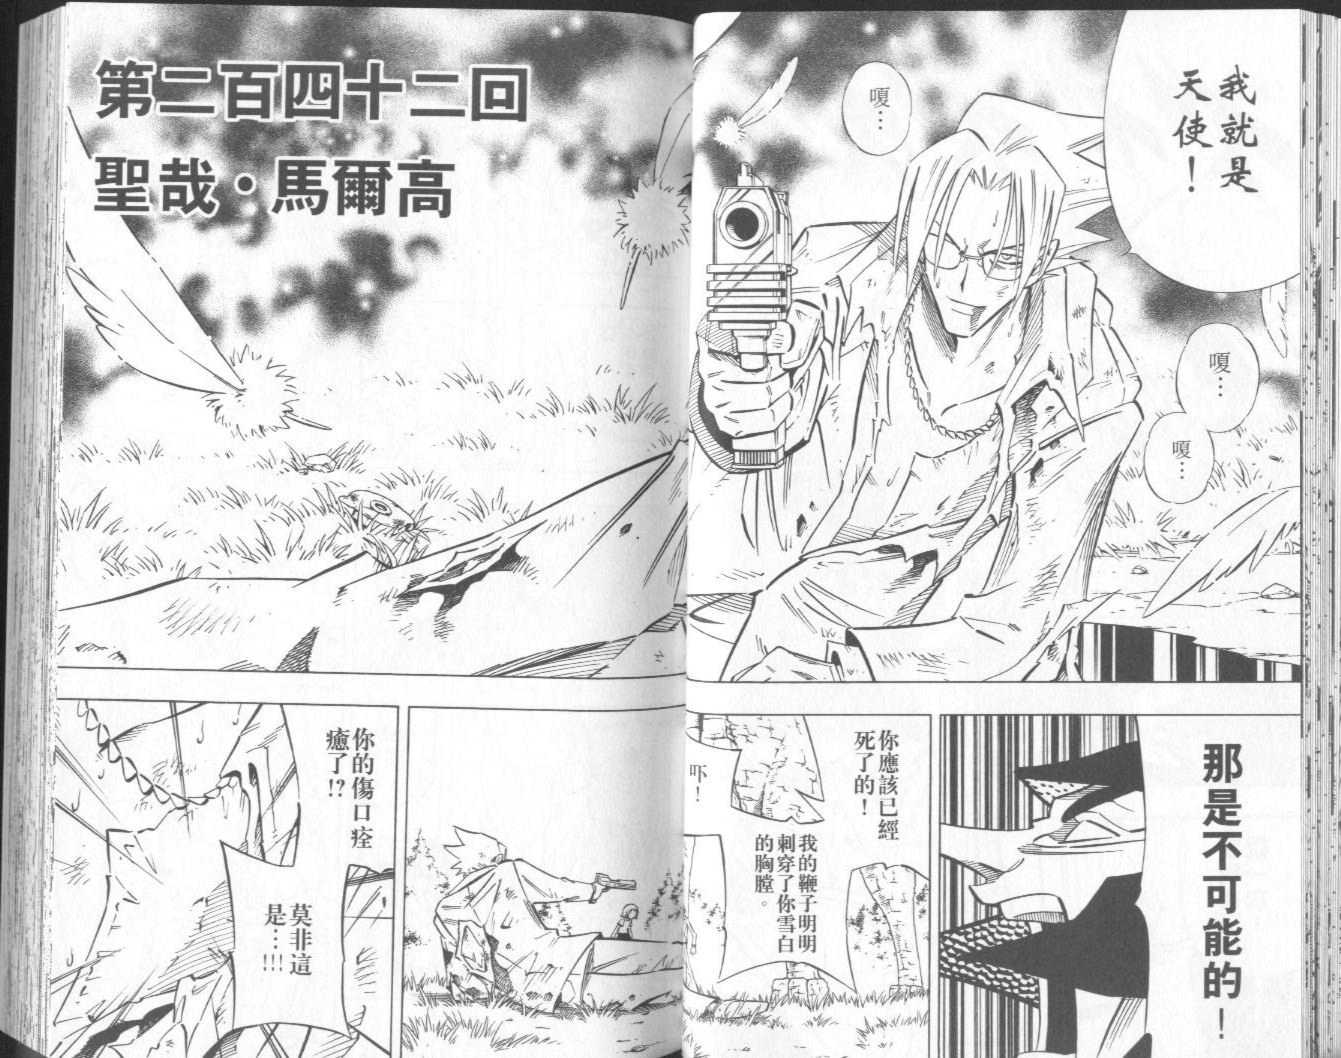 我就是
天使！
嗄…
嗄…
嗄…
第二百四十二回
聖哉・馬爾高
那是不可能的！
你應該已經
死了的！
我的鞭子明明
刺穿了你雪白
的胸膛。
吓！
你的傷口痊
癒了!?
莫非這
是…!!!